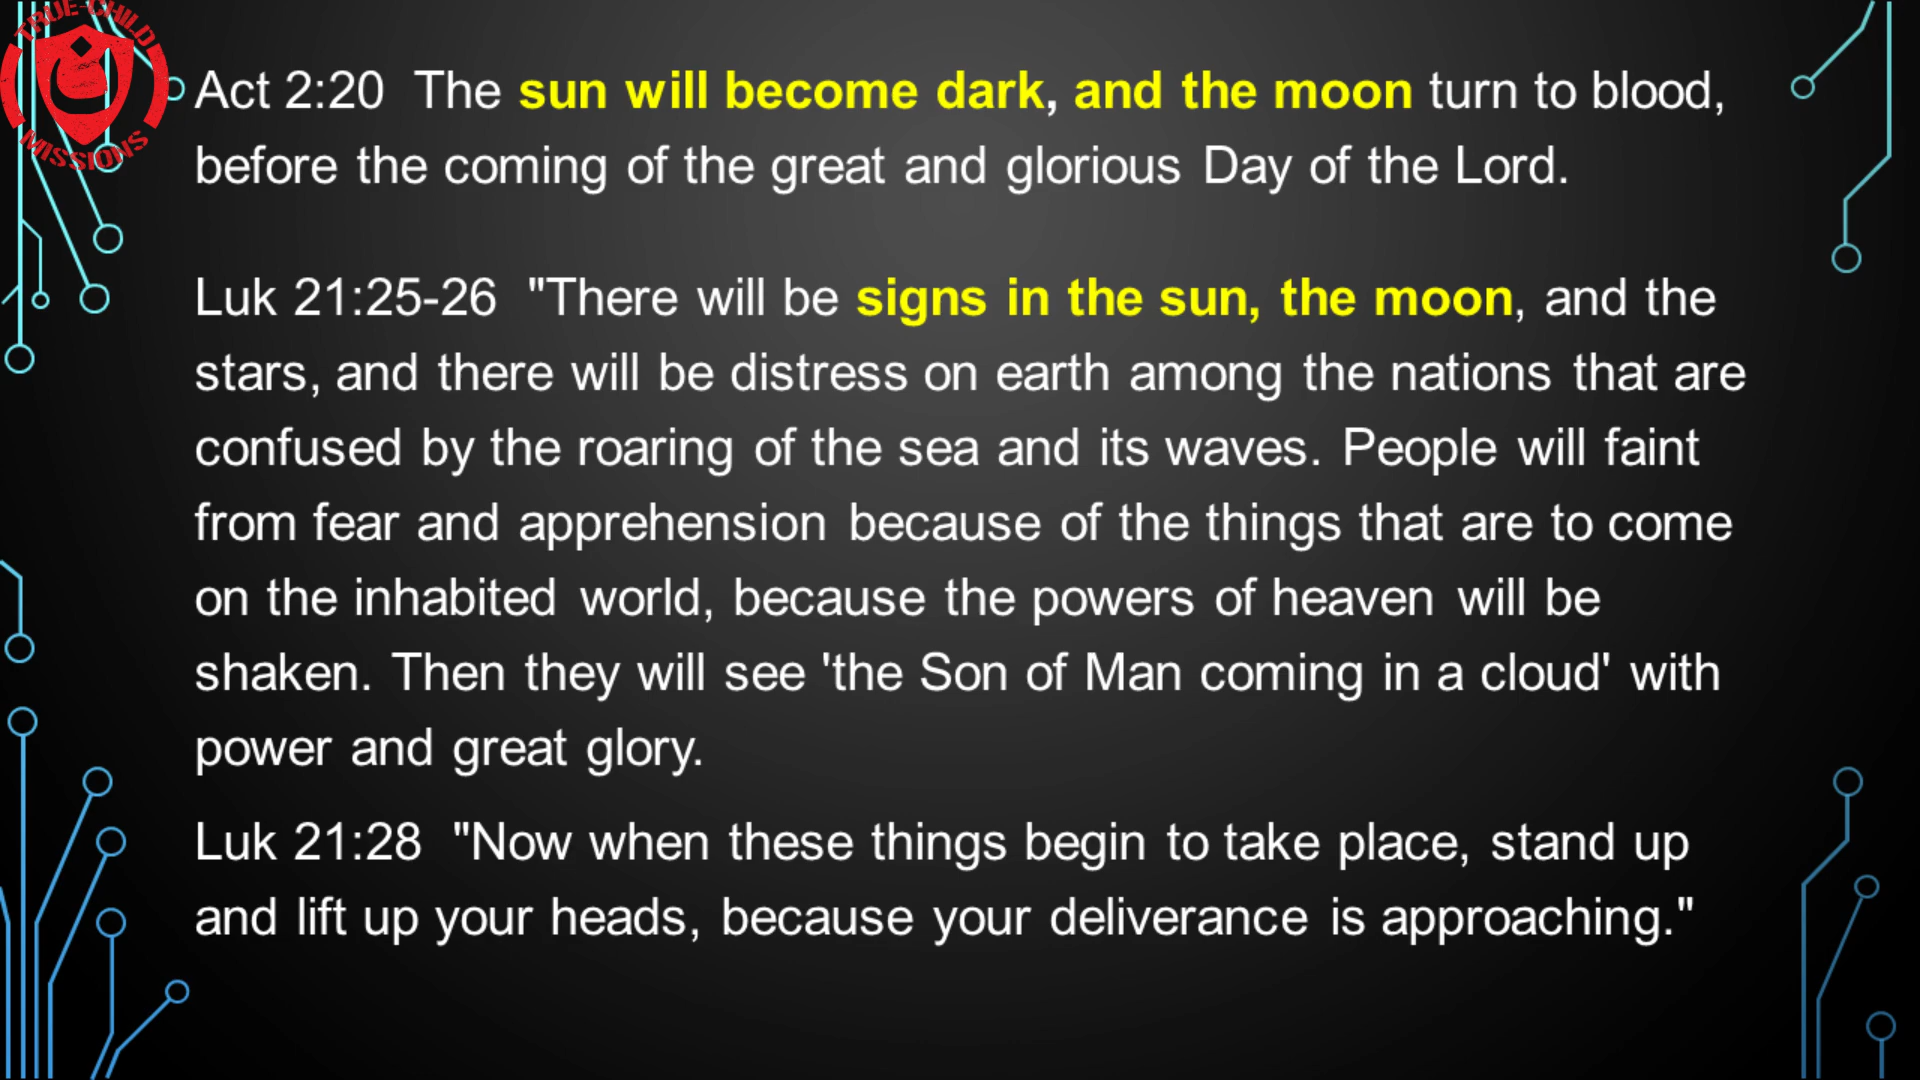 TRUE-CHILD
MISSIONS
Act 2:20 The sun will become dark, and the moon turn to blood,
before the coming of the great and glorious Day of the Lord.
Luk 21:25-26 "There will be signs in the sun, the moon, and the
stars, and there will be distress on earth among the nations that are
confused by the roaring of the sea and its waves. People will faint
from fear and apprehension because of the things that are to come
on the inhabited world, because the powers of heaven will be
shaken. Then they will see 'the Son of Man coming in a cloud' with
power and great glory.
Luk 21:28 "Now when these things begin to take place, stand up
and lift up your heads, because your deliverance is approaching."